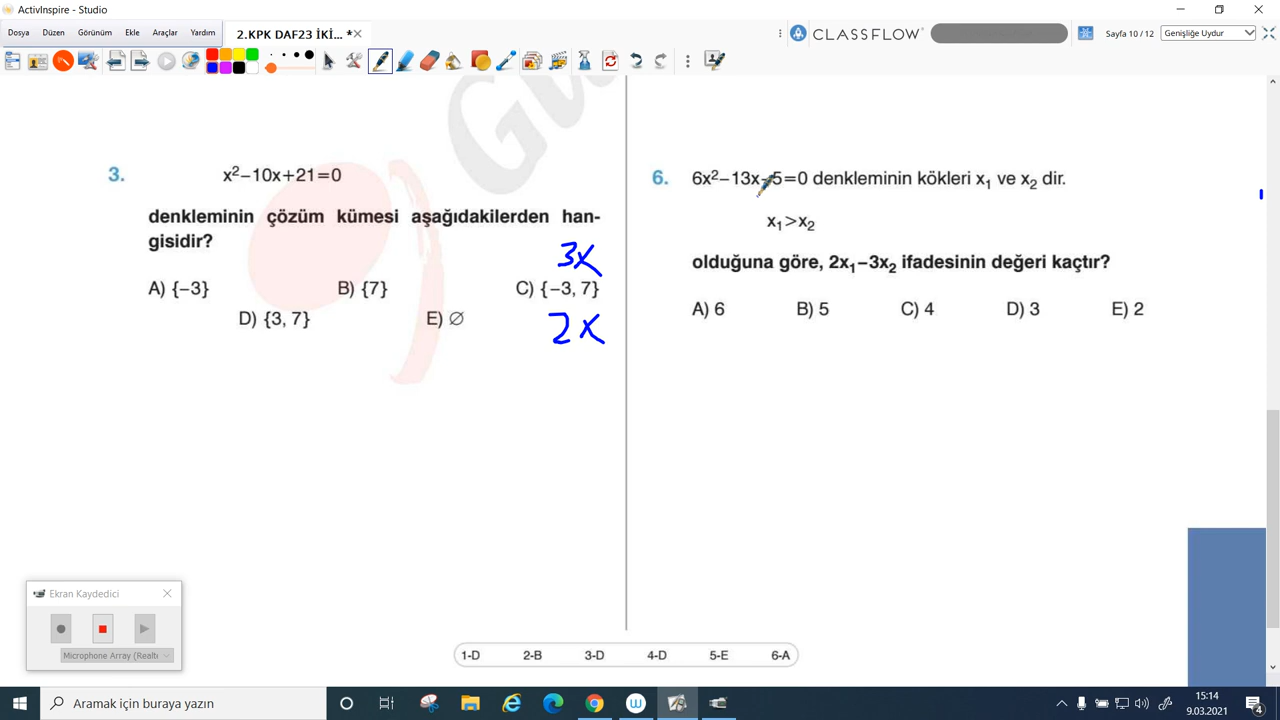 ActivInspire - Studio
Dosya Düzen Görünüm Ekle Araçlar Yardım
2.KPK DAF23 İKİ... *
CLASSFLOW
Sayfa 10 / 12
Genişliğe Uydur
3.
x²−10x+21=0
denkleminin çözüm kümesi aşağıdakilerden han-
gisidir?
A) {−3} B) {7} C) {−3, 7}
D) {3, 7} E) ∅
3x
2x
6. 6x²−13x−5=0 denkleminin kökleri x₁ ve x₂ dir.
x₁>x₂
olduğuna göre, 2x₁−3x₂ ifadesinin değeri kaçtır?
A) 6 B) 5 C) 4 D) 3 E) 2
Ekran Kaydedici
Microphone Array (Realt
1-D 2-B 3-D 4-D 5-E 6-A
Aramak için buraya yazın
15:14
9.03.2021
4